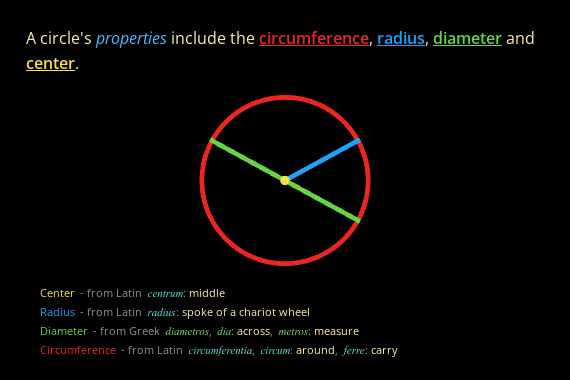 A circle's properties include the circumference, radius, diameter and
center.
Center - from Latin centrum: middle
Radius - from Latin radius: spoke of a chariot wheel
Diameter - from Greek diametros, dia: across, metros: measure
Circumference - from Latin circumferentia, circum: around, ferre: carry